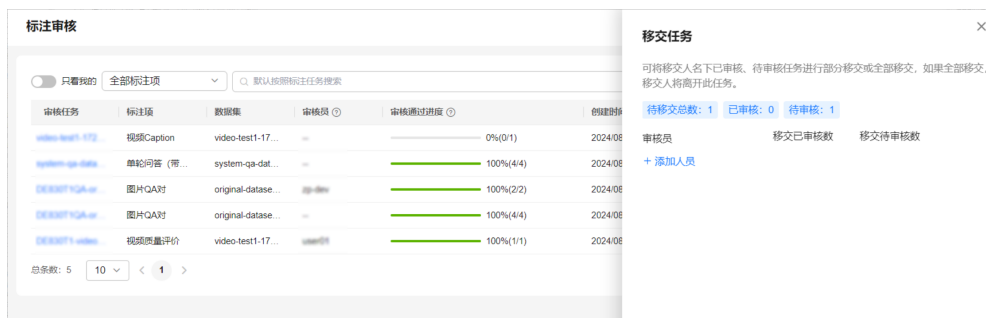 标注审核
只看我的 全部标注项 默认按照标注任务搜索
审核任务 标注项 数据集 审核员 审核通过进度 创建时间
视频Caption video-test1-17... -- 0%(0/1) 2024/08
单轮问答（带... system-qa-dat... -- 100%(4/4) 2024/08
图片QA对 original-datase... 100%(2/2) 2024/08
图片QA对 original-datase... -- 100%(4/4) 2024/08
视频质量评价 video-test1-17... 100%(1/1) 2024/08
总条数：5 10 < 1 >
移交任务
可将移交人名下已审核、待审核任务进行部分移交或全部移交，如果全部移交，
移交人将离开此任务。
待移交总数：1 已审核：0 待审核：1
审核员 移交已审核数 移交待审核数
+ 添加人员